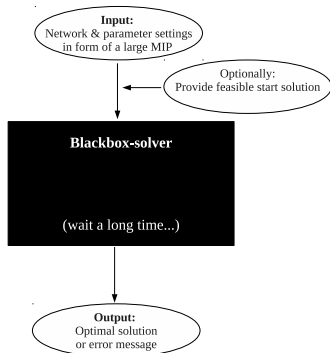 Input:
Network & parameter settings
in form of a large MIP
Optionally:
Provide feasible start solution
Blackbox-solver
(wait a long time...)
Output:
Optimal solution
or error message